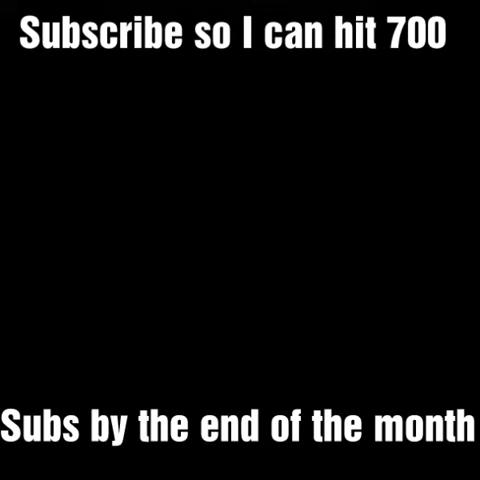 Subscribe so I can hit 700
Subs by the end of the month